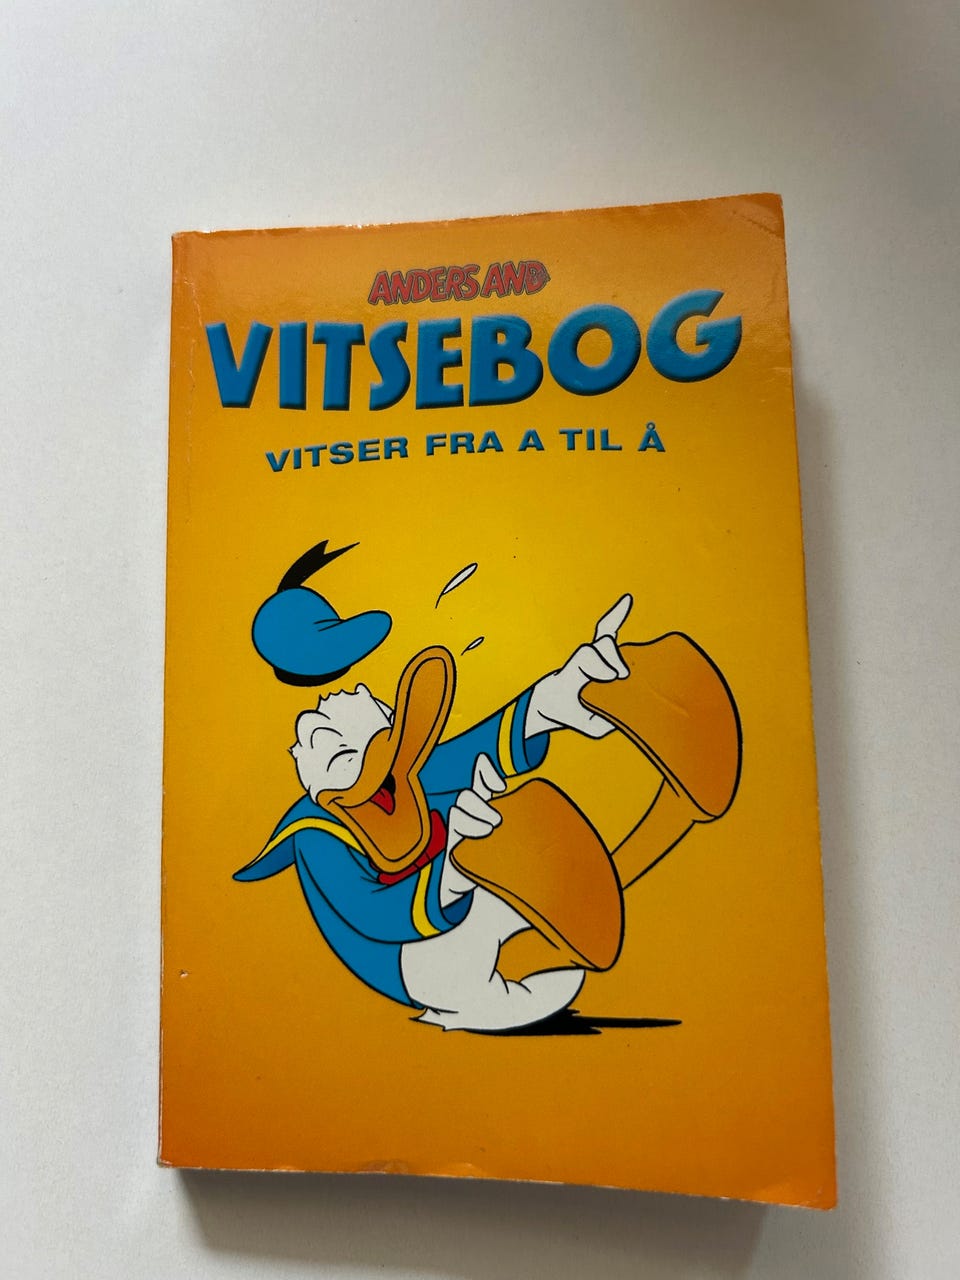 ANDERS AND
VITSEBOG
VITSER FRA A TIL Å